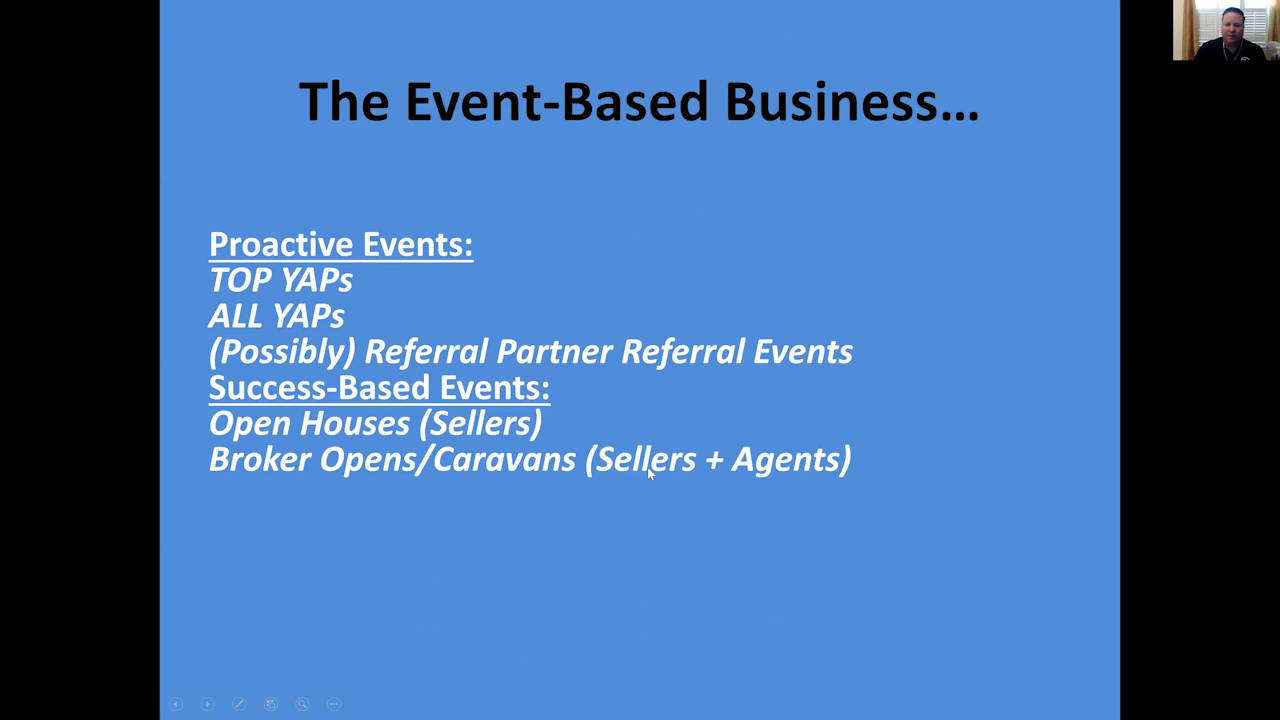 The Event-Based Business...
Proactive Events:
TOP YAPs
ALL YAPs
(Possibly) Referral Partner Referral Events
Success-Based Events:
Open Houses (Sellers)
Broker Opens/Caravans (Sellers + Agents)